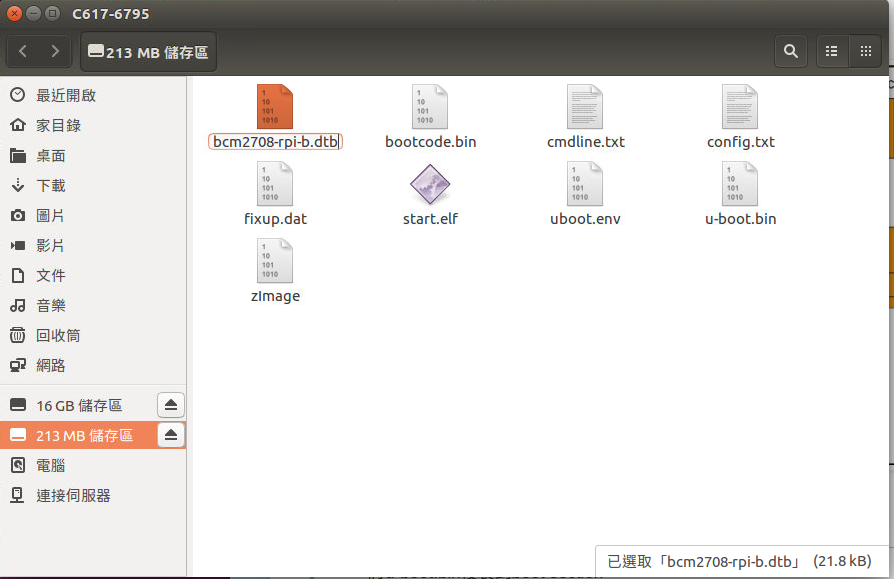 C617-6795
213 MB 儲存區
最近開啟
家目錄
桌面
下載
圖片
影片
文件
音樂
回收筒
網路
16 GB 儲存區
213 MB 儲存區
電腦
連接伺服器
bcm2708-rpi-b.dtb
bootcode.bin
cmdline.txt
config.txt
fixup.dat
start.elf
uboot.env
u-boot.bin
zImage
已選取「bcm2708-rpi-b.dtb」 (21.8 kB)